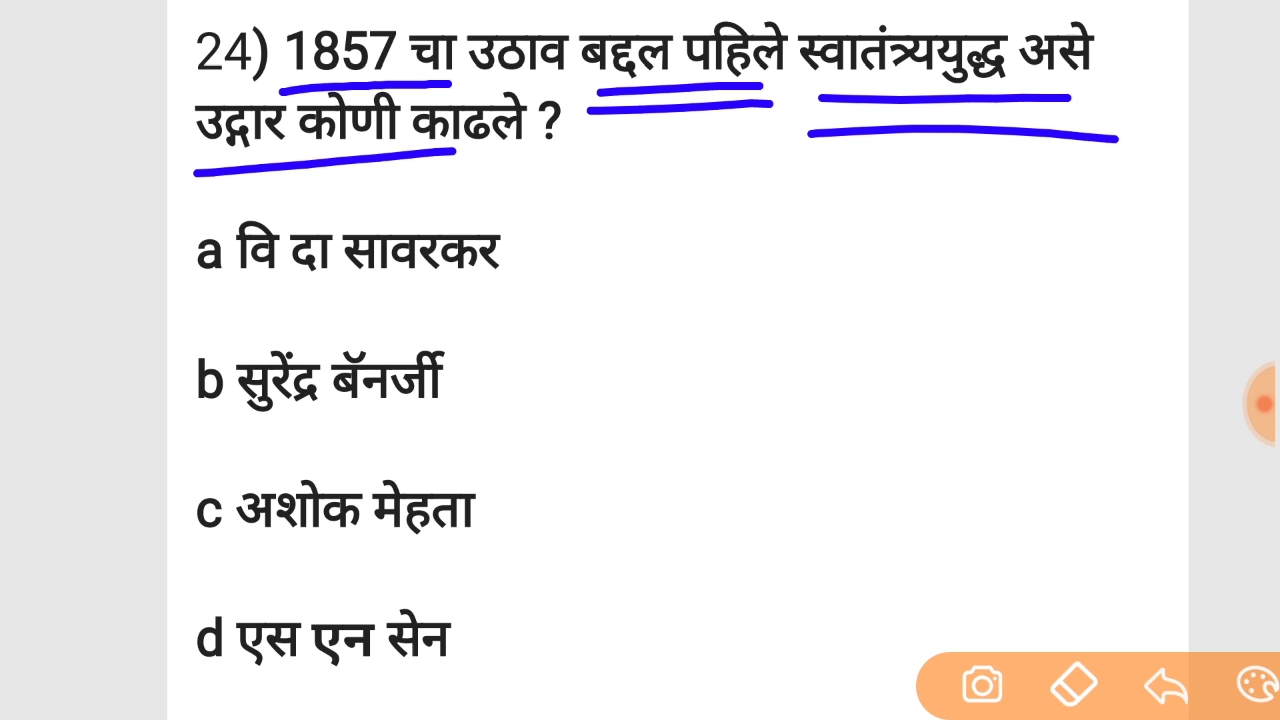 24) 1857 चा उठाव बद्दल पहिले स्वातंत्र्ययुद्ध असे
उद्गार कोणी काढले ?
a वि दा सावरकर
b सुरेंद्र बॅनर्जी
c अशोक मेहता
d एस एन सेन